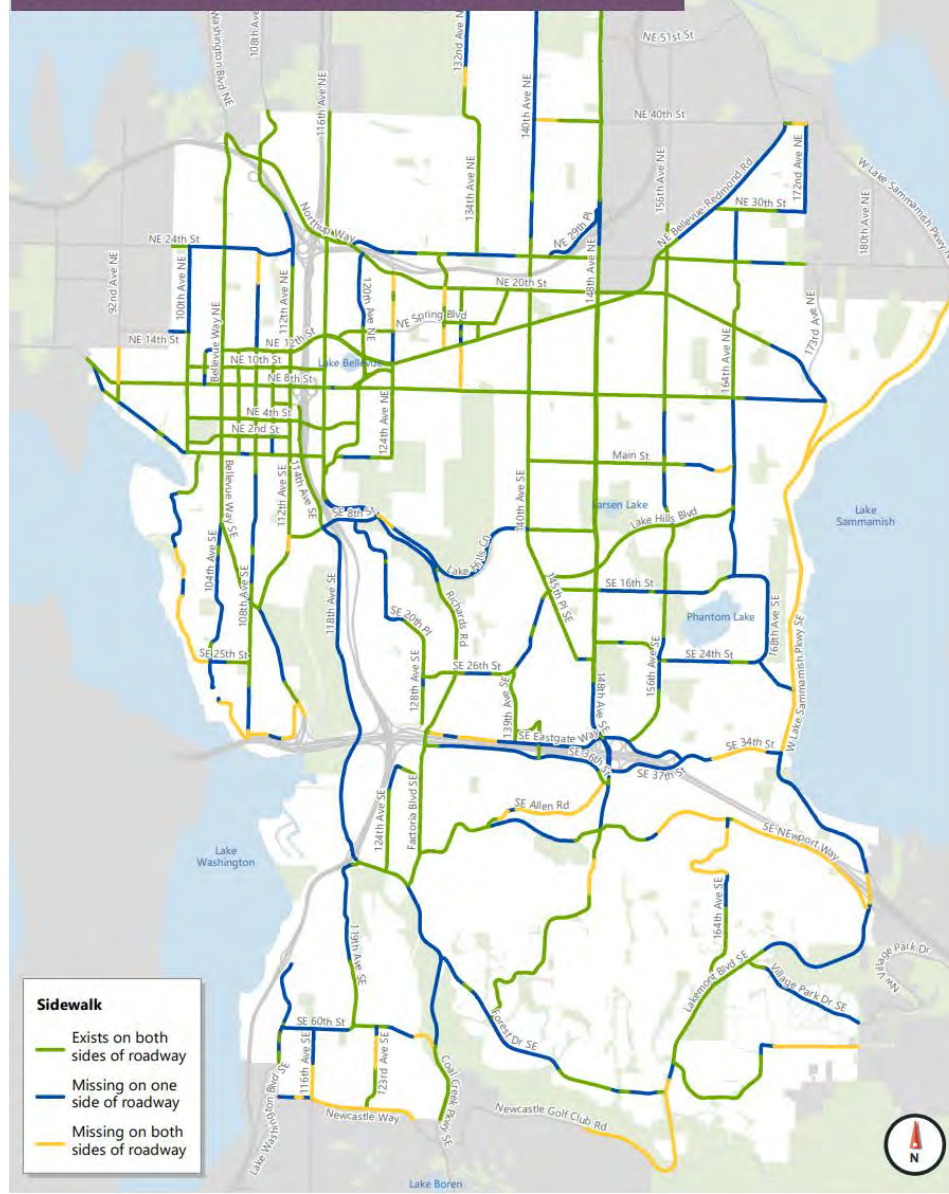 Washington Blvd NE
108th Ave NE
116th Ave NE
132nd Ave N
140th Ave NE
NE 51st St
NE 40th St
134th Ave NE
156th Ave NE
NE Bellevue-Redmond Rd
172nd Ave NE
W Lake Sammamish Pkwy N
NE 30th St
180th Ave NE
Northup Way
NE 29th Pl
148th Ave NE
NE 24th St
92nd Ave NE
100th Ave NE
112th Ave NE
120th Ave NE
NE 20th St
NE Spring Blvd
NE 14th St
NE 12th St
Bellevue Way NE
NE 10th St
Lake Bellevue
NE 8th St
164th Ave NE
173rd Ave NE
NE 4th St
NE 2nd St
124th Ave NE
Main St
Bellevue Way SE
112th Ave SE
114th Ave SE
140th Ave SE
Larsen Lake
Lake Hills Blvd
Lake
Sammamish
SE 8th St
Lake Hills Cn
104th Ave SE
108th Ave SE
118th Ave SE
SE 20th Pl
Richards Rd
145th Pl SE
SE 16th St
Phantom Lake
168th Ave SE
W Lake Sammamish Pkwy SE
SE 25th St
128th Ave SE
SE 26th St
139th Ave SE
148th Ave SE
156th Ave SE
SE 24th St
SE Eastgate Way
SE 36th St
SE 37th St
SE 34th St
124th Ave SE
Factoria Blvd SE
SE Allen Rd
SE NEwport Way
Lake
Washington
119th Ave SE
164th Ave SE
Lakemont Blvd SE
Village Park Dr SE
NW Village Park Dr
Forest Dr SE
SE 60th St
116th Ave SE
123rd Ave SE
Coal Creek Pkwy SE
Lake Washington Blvd SE
Newcastle Way
Newcastle Golf Club Rd
Lake Boren
Sidewalk
Exists on both
sides of roadway
Missing on one
side of roadway
Missing on both
sides of roadway
N